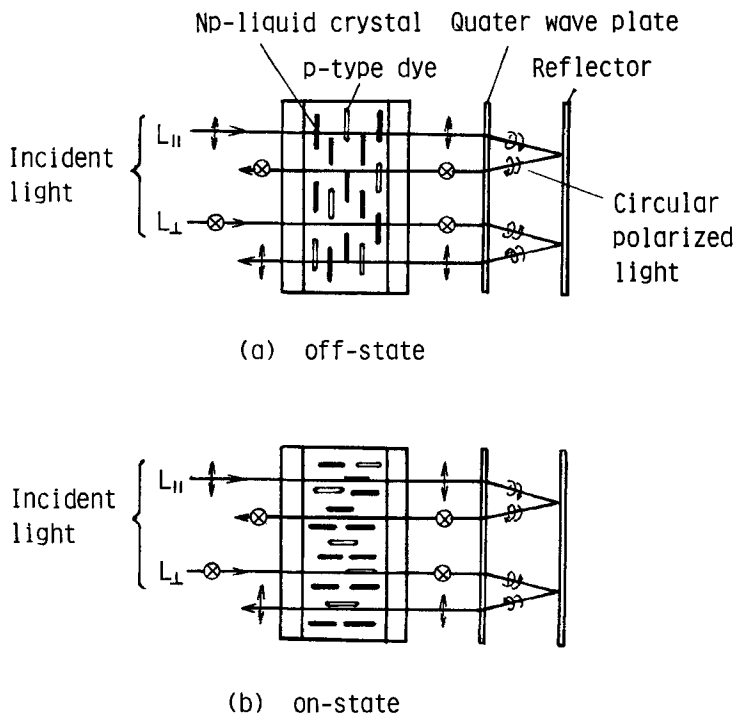 Np-liquid crystal
Quater wave plate
p-type dye
Reflector
L||
Incident
light
L⊥
Circular
polarized
light
(a) off-state
L||
Incident
light
L⊥
(b) on-state